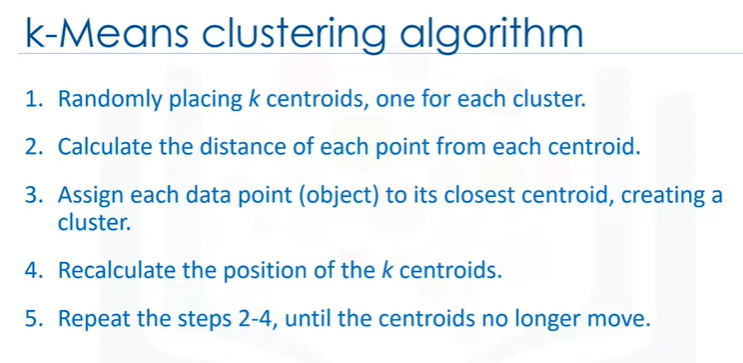 k-Means clustering algorithm
1. Randomly placing k centroids, one for each cluster.
2. Calculate the distance of each point from each centroid.
3. Assign each data point (object) to its closest centroid, creating a
cluster.
4. Recalculate the position of the k centroids.
5. Repeat the steps 2-4, until the centroids no longer move.